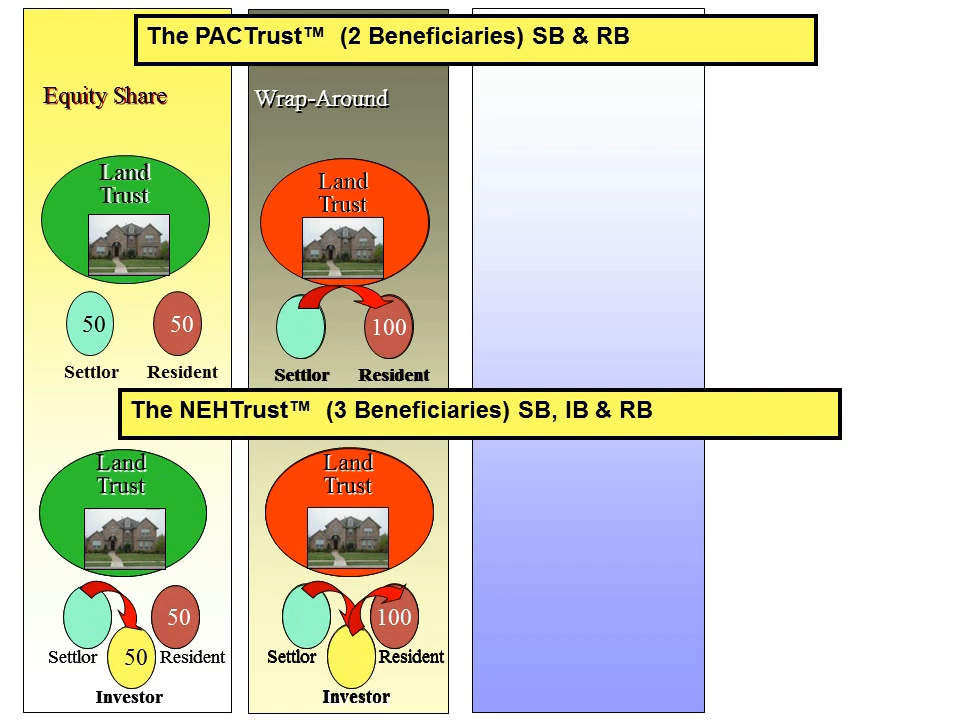 The PACTrust™ (2 Beneficiaries) SB & RB
Equity Share
Wrap-Around
Land
Trust
Land
Trust
50
50
100
Settlor
Resident
Settlor
Resident
The NEHTrust™ (3 Beneficiaries) SB, IB & RB
Land
Trust
Land
Trust
50
100
Settlor
50
Resident
Settlor
Resident
Investor
Investor